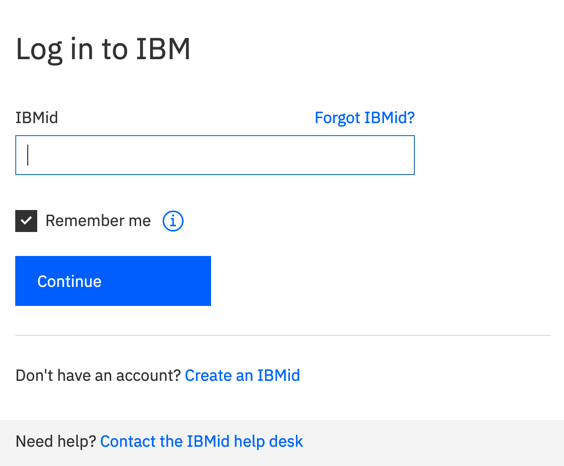 Log in to IBM
IBMid Forgot IBMid?
Remember me
Continue
Don't have an account? Create an IBMid
Need help? Contact the IBMid help desk